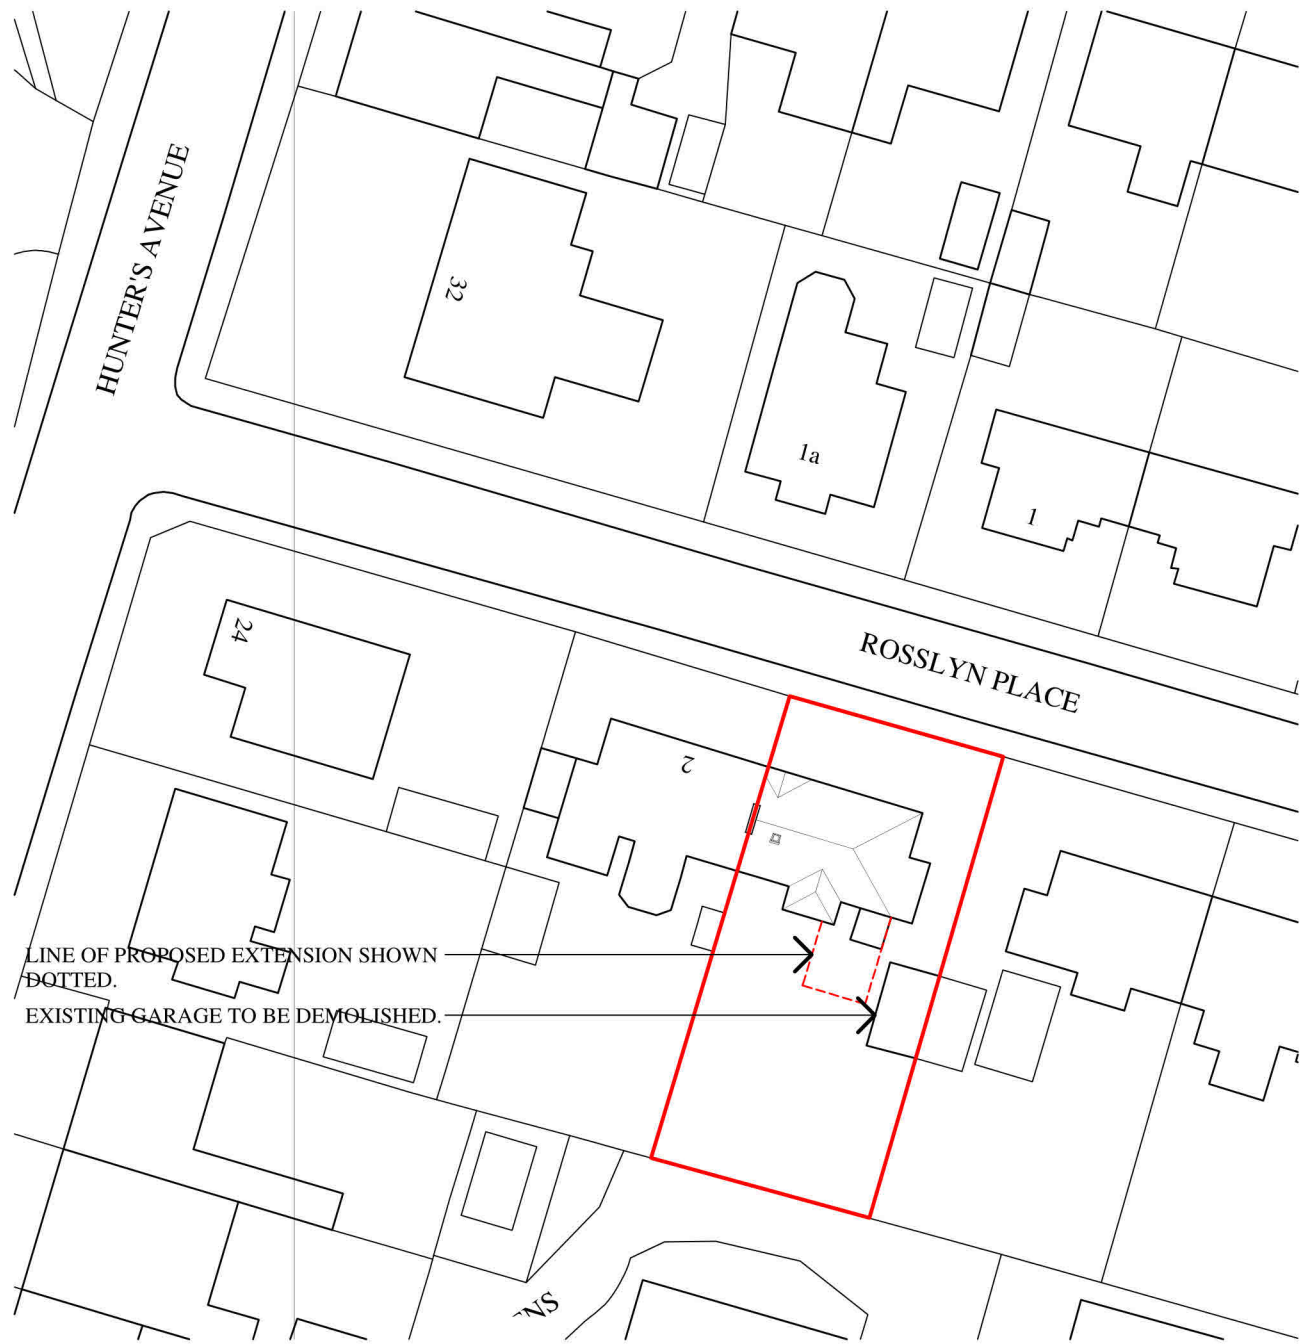 HUNTER'S AVENUE
32
1a
1
24
ROSSLYN PLACE
2
LINE OF PROPOSED EXTENSION SHOWN
DOTTED.
EXISTING GARAGE TO BE DEMOLISHED.